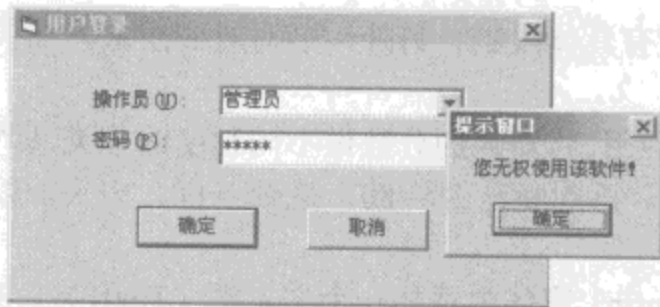 用户登录
操作员(U):
管理员
密码(P):
*****
确定
取消
提示窗口
您无权使用该软件!
确定